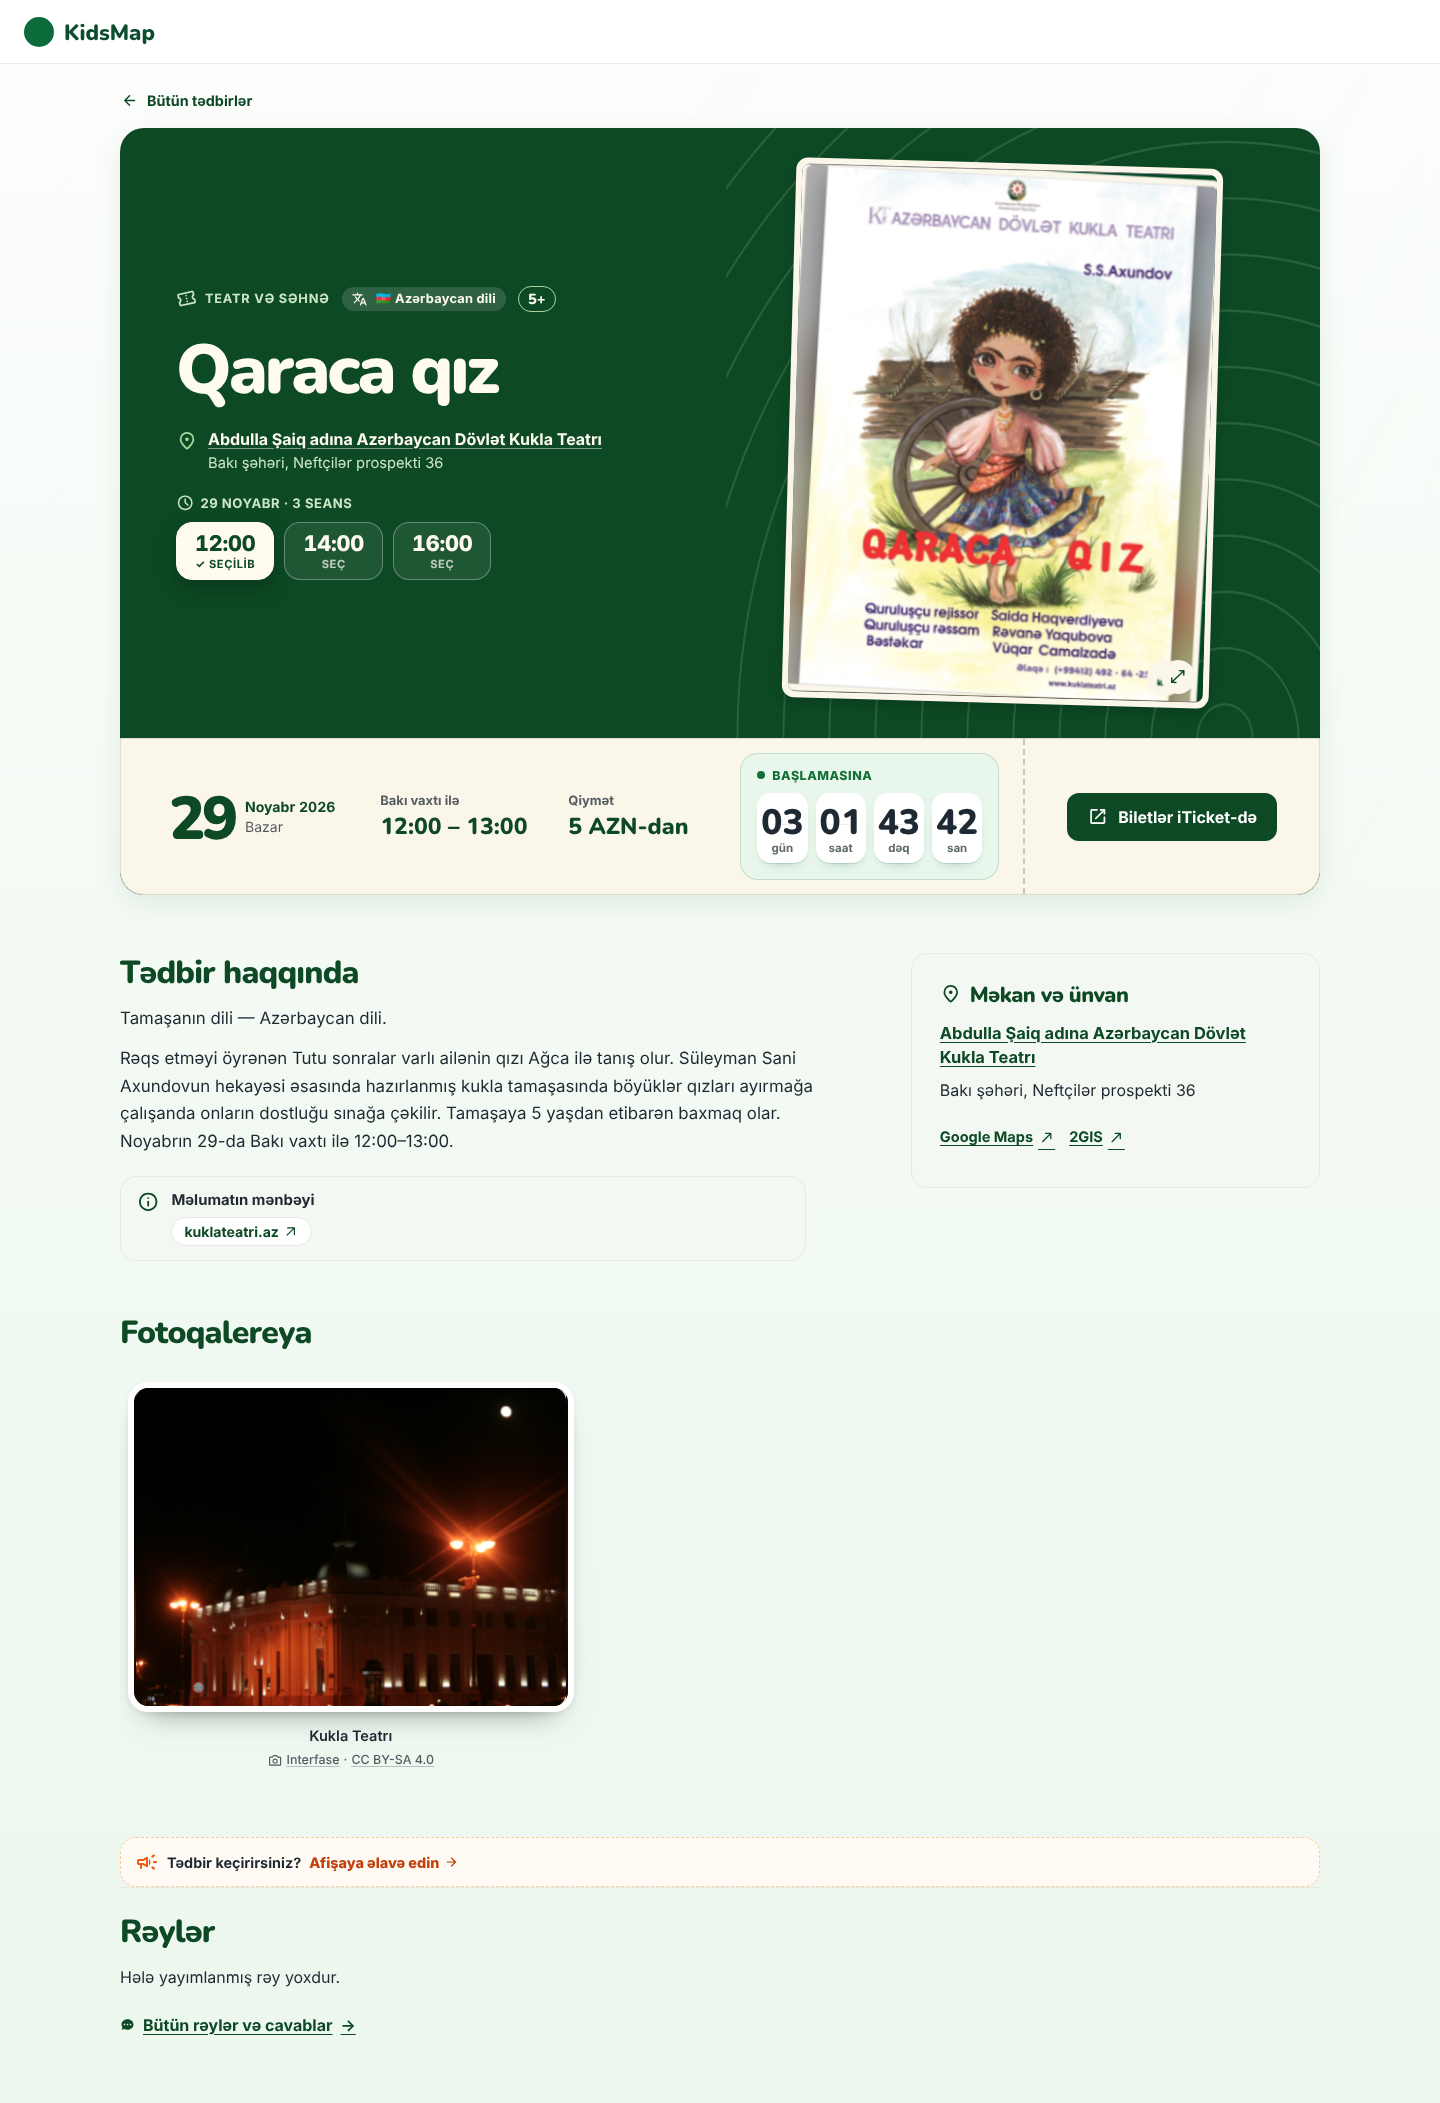 KidsMap
Bütün tədbirlər
TEATR VƏ SƏHNƏ
Azərbaycan dili
5+
Qaraca qız
Abdulla Şaiq adına Azərbaycan Dövlət Kukla Teatrı
Bakı şəhəri, Neftçilər prospekti 36
29 NOYABR · 3 SEANS
12:00
✓ SEÇİLİB
14:00
SEÇ
16:00
SEÇ
AZƏRBAYCAN DÖVLƏT KUKLA TEATRI
S.S.Axundov
QARACA QIZ
Quruluşçu rejissor Saida Haqverdiyeva
Quruluşçu rəssam Rəvanə Yaqubova
Bəstəkar Vüqar Camalzadə
www.kuklateatri.az
29
Noyabr 2026
Bazar
Bakı vaxtı ilə
12:00 – 13:00
Qiymət
5 AZN-dan
BAŞLAMASINA
03 01 43 42
gün saat dəq san
Biletlər iTicket-də
Tədbir haqqında
Tamaşanın dili — Azərbaycan dili.
Rəqs etməyi öyrənən Tutu sonralar varlı ailənin qızı Ağca ilə tanış olur. Süleyman Sani
Axundovun hekayəsi əsasında hazırlanmış kukla tamaşasında böyüklər qızları ayırmağa
çalışanda onların dostluğu sınağa çəkilir. Tamaşaya 5 yaşdan etibarən baxmaq olar.
Noyabrın 29-da Bakı vaxtı ilə 12:00–13:00.
Məlumatın mənbəyi
kuklateatri.az
Məkan və ünvan
Abdulla Şaiq adına Azərbaycan Dövlət
Kukla Teatrı
Bakı şəhəri, Neftçilər prospekti 36
Google Maps 2GIS
Fotoqalereya
Kukla Teatrı
Interfase · CC BY-SA 4.0
Tədbir keçirirsiniz? Afişaya əlavə edin →
Rəylər
Hələ yayımlanmış rəy yoxdur.
Bütün rəylər və cavablar →